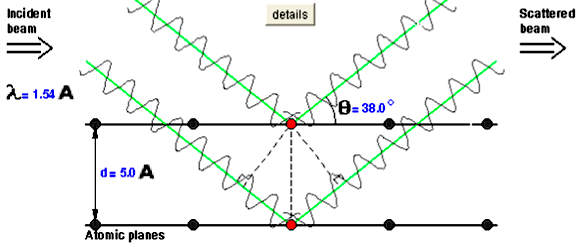 Incident
beam
details
Scattered
beam
λ = 1.54 A
θ = 38.0°
d = 5.0 A
Atomic planes